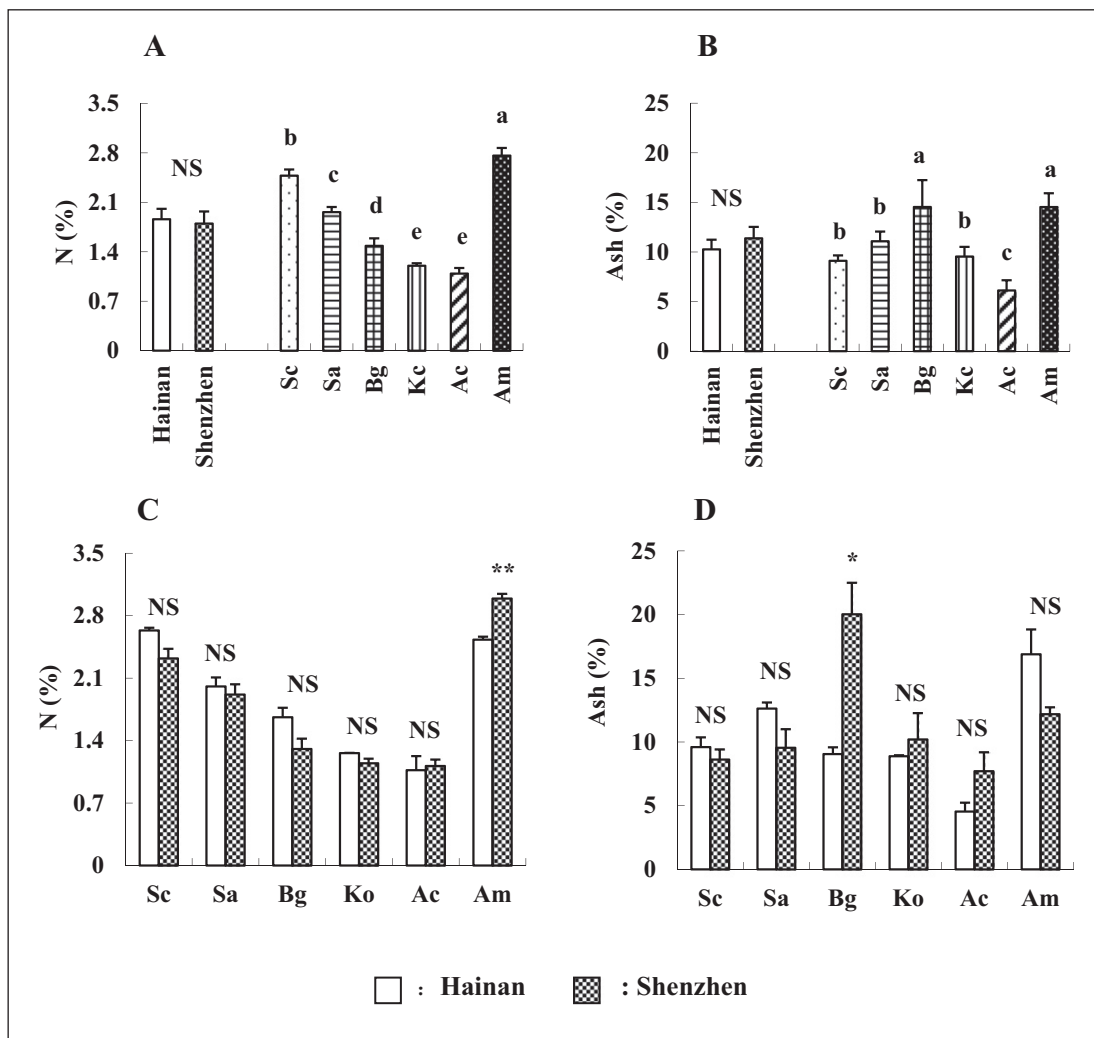 A
N (%)
3.5
2.8
2.1
1.4
0.7
0
NS
b
c
d
e
e
a
Hainan
Shenzhen
Sc
Sa
Bg
Kc
Ac
Am
B
Ash (%)
25
20
15
10
5
0
NS
b
b
a
b
c
a
Hainan
Shenzhen
Sc
Sa
Bg
Kc
Ac
Am
C
N (%)
3.5
2.8
2.1
1.4
0.7
0
NS
NS
NS
NS
NS
**
Sc Sa Bg Ko Ac Am
D
Ash (%)
25
20
15
10
5
0
NS
NS
*
NS
NS
NS
Sc Sa Bg Ko Ac Am
: Hainan : Shenzhen